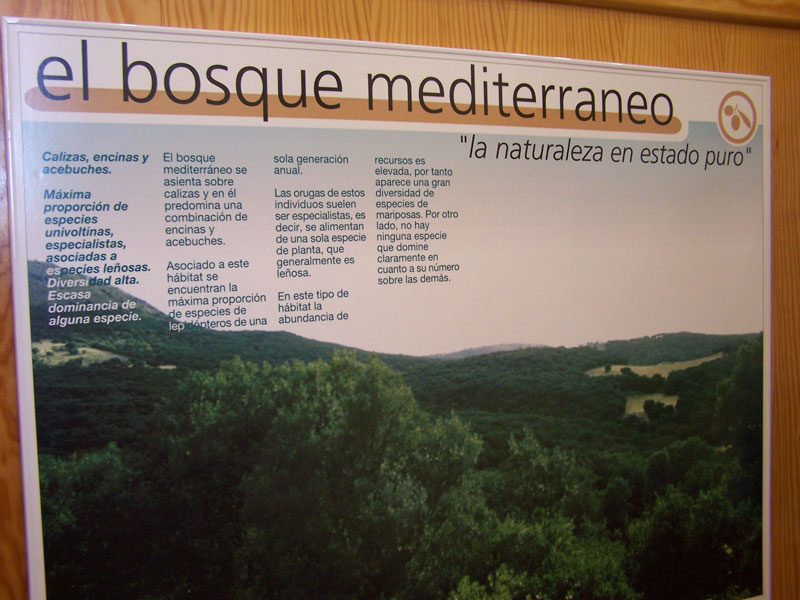 el bosque mediterraneo
"la naturaleza en estado puro"
Calizas, encinas y
acebuches.
Máxima
proporción de
especies
univoltinas,
especialistas,
asociadas a
especies leñosas.
Diversidad alta.
Escasa
dominancia de
alguna especie.
El bosque
mediterráneo se
asienta sobre
calizas y en él
predomina una
combinación de
encinas y
acebuches.
Asociado a este
hábitat se
encuentran la
máxima proporción
de especies de
lepidópteros de una
sola generación
anual.
Las orugas de estos
individuos suelen
ser especialistas, es
decir, se alimentan
de una sola especie
de planta, que
generalmente es
leñosa.
En este tipo de
hábitat la
abundancia de
recursos es
elevada, por tanto
aparece una gran
diversidad de
especies de
mariposas. Por otro
lado, no hay
ninguna especie
que domine
claramente en
cuanto a su número
sobre las demás.